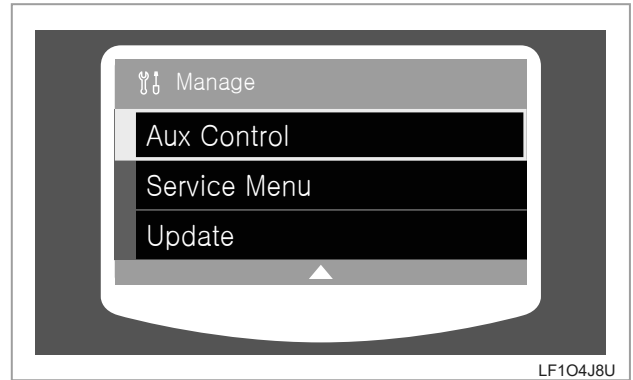 Manage
Aux Control
Service Menu
Update
LF1O4J8U